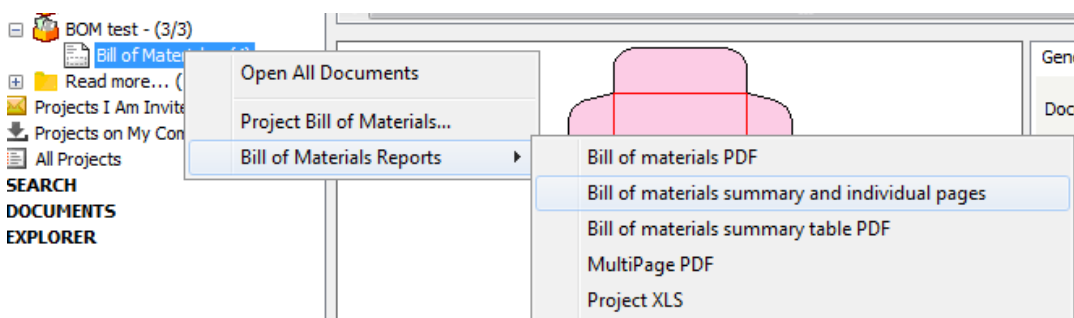 BOM test - (3/3)
Bill of Mater
Read more... (
Projects I Am Invite
Projects on My Com
All Projects
SEARCH
DOCUMENTS
EXPLORER
Open All Documents
Project Bill of Materials...
Bill of Materials Reports
Bill of materials PDF
Bill of materials summary and individual pages
Bill of materials summary table PDF
MultiPage PDF
Project XLS
Gen
Doc